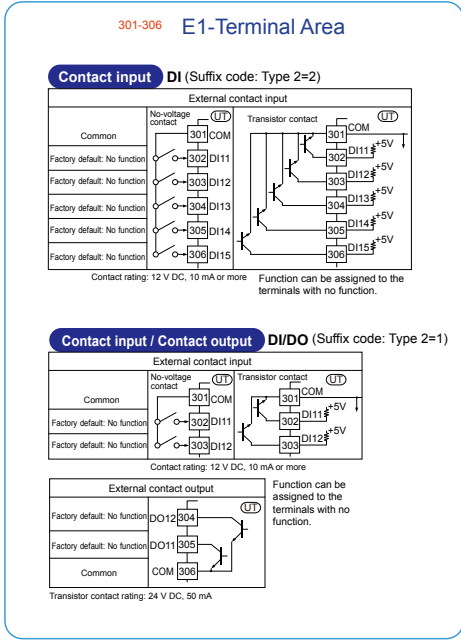 301-306 E1-Terminal Area
Contact input DI (Suffix code: Type 2=2)
External contact input
No-voltage contact UT Transistor contact UT
Common 301 COM 301 COM
Factory default: No function 302 DI11 302 DI11 +5V
Factory default: No function 303 DI12 303 DI12 +5V
Factory default: No function 304 DI13 304 DI13 +5V
Factory default: No function 305 DI14 305 DI14 +5V
Factory default: No function 306 DI15 306 DI15 +5V
Contact rating: 12 V DC, 10 mA or more
Function can be assigned to the
terminals with no function.
Contact input / Contact output DI/DO (Suffix code: Type 2=1)
External contact input
No-voltage contact UT Transistor contact UT
Common 301 COM 301 COM
Factory default: No function 302 DI11 302 DI11 +5V
Factory default: No function 303 DI12 303 DI12 +5V
Contact rating: 12 V DC, 10 mA or more
External contact output
UT
Factory default: No function DO12 304
Factory default: No function DO11 305
Common COM 306
Transistor contact rating: 24 V DC, 50 mA
Function can be
assigned to the
terminals with no
function.